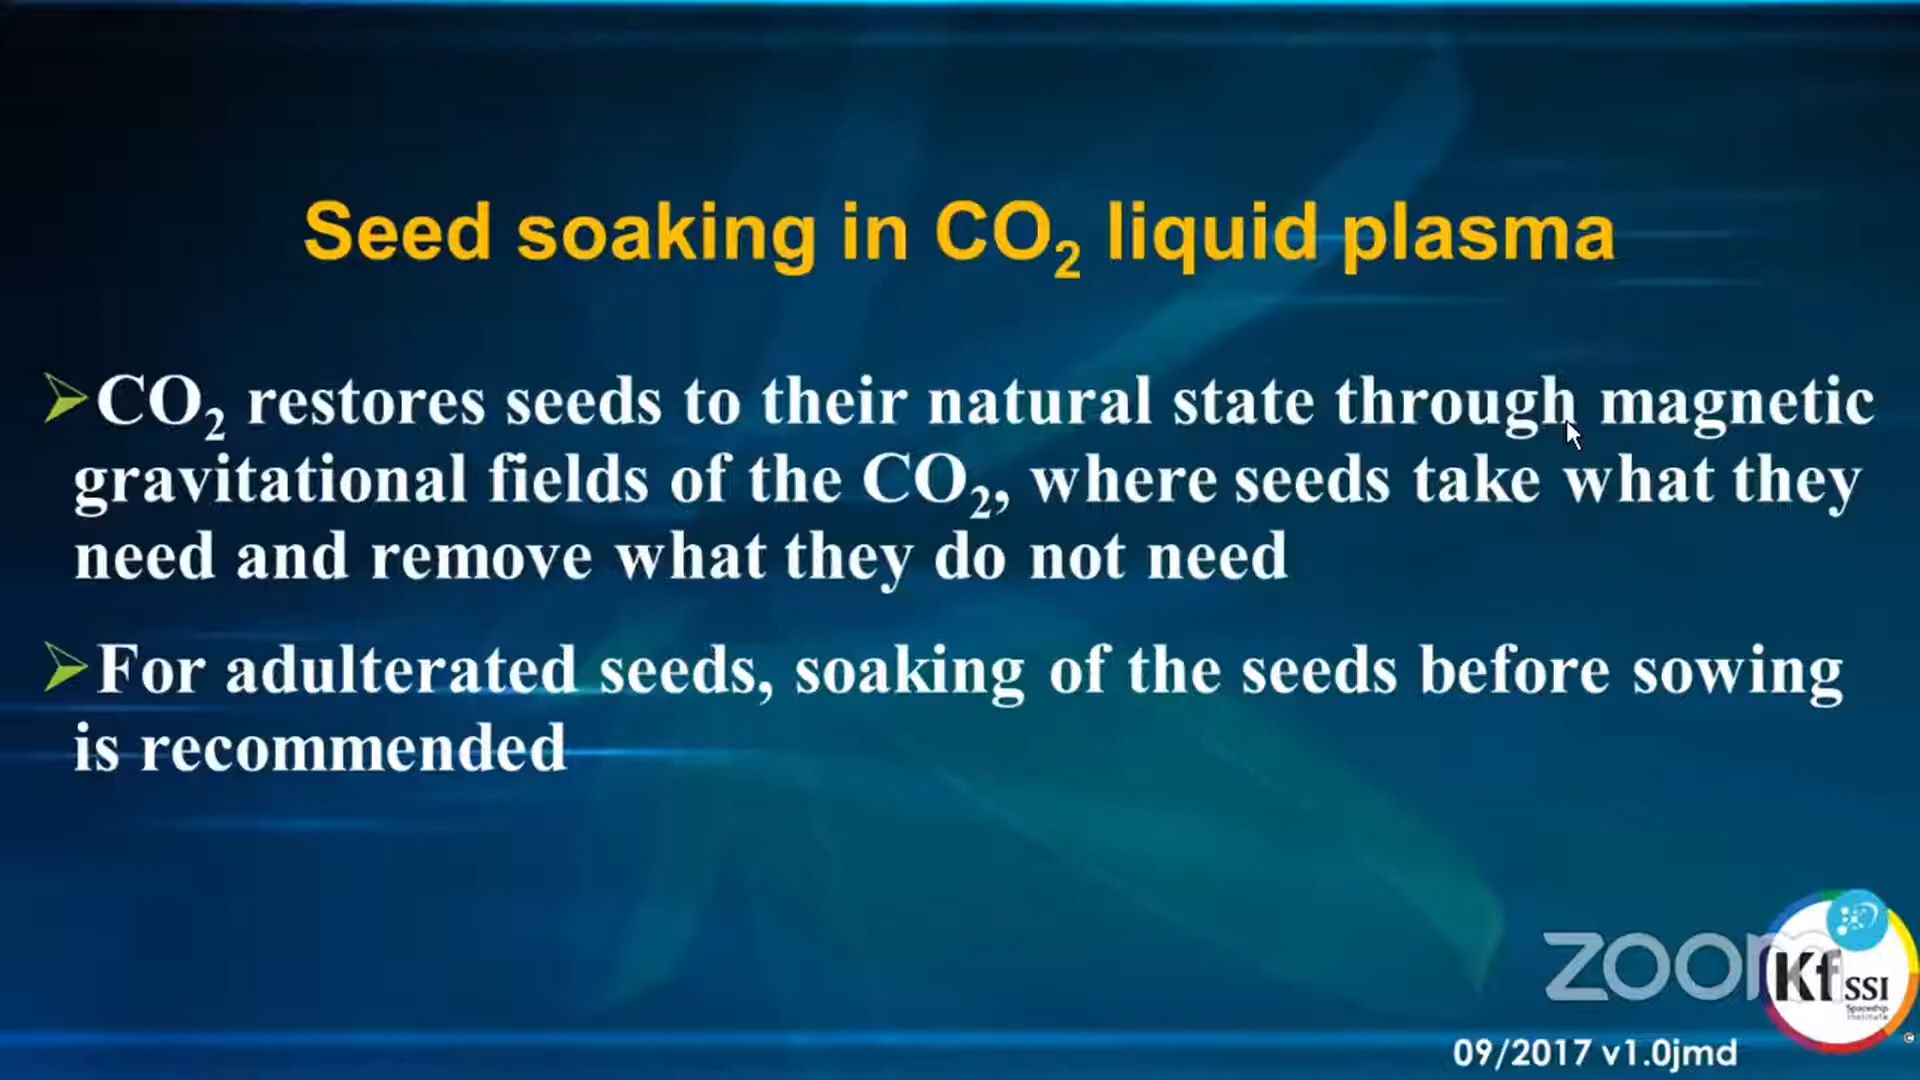 Seed soaking in CO₂ liquid plasma
➢CO₂ restores seeds to their natural state through magnetic
gravitational fields of the CO₂, where seeds take what they
need and remove what they do not need
➢For adulterated seeds, soaking of the seeds before sowing
is recommended
zoom
Kf SSI
Spaceship
Institute
09/2017 v1.0jmd